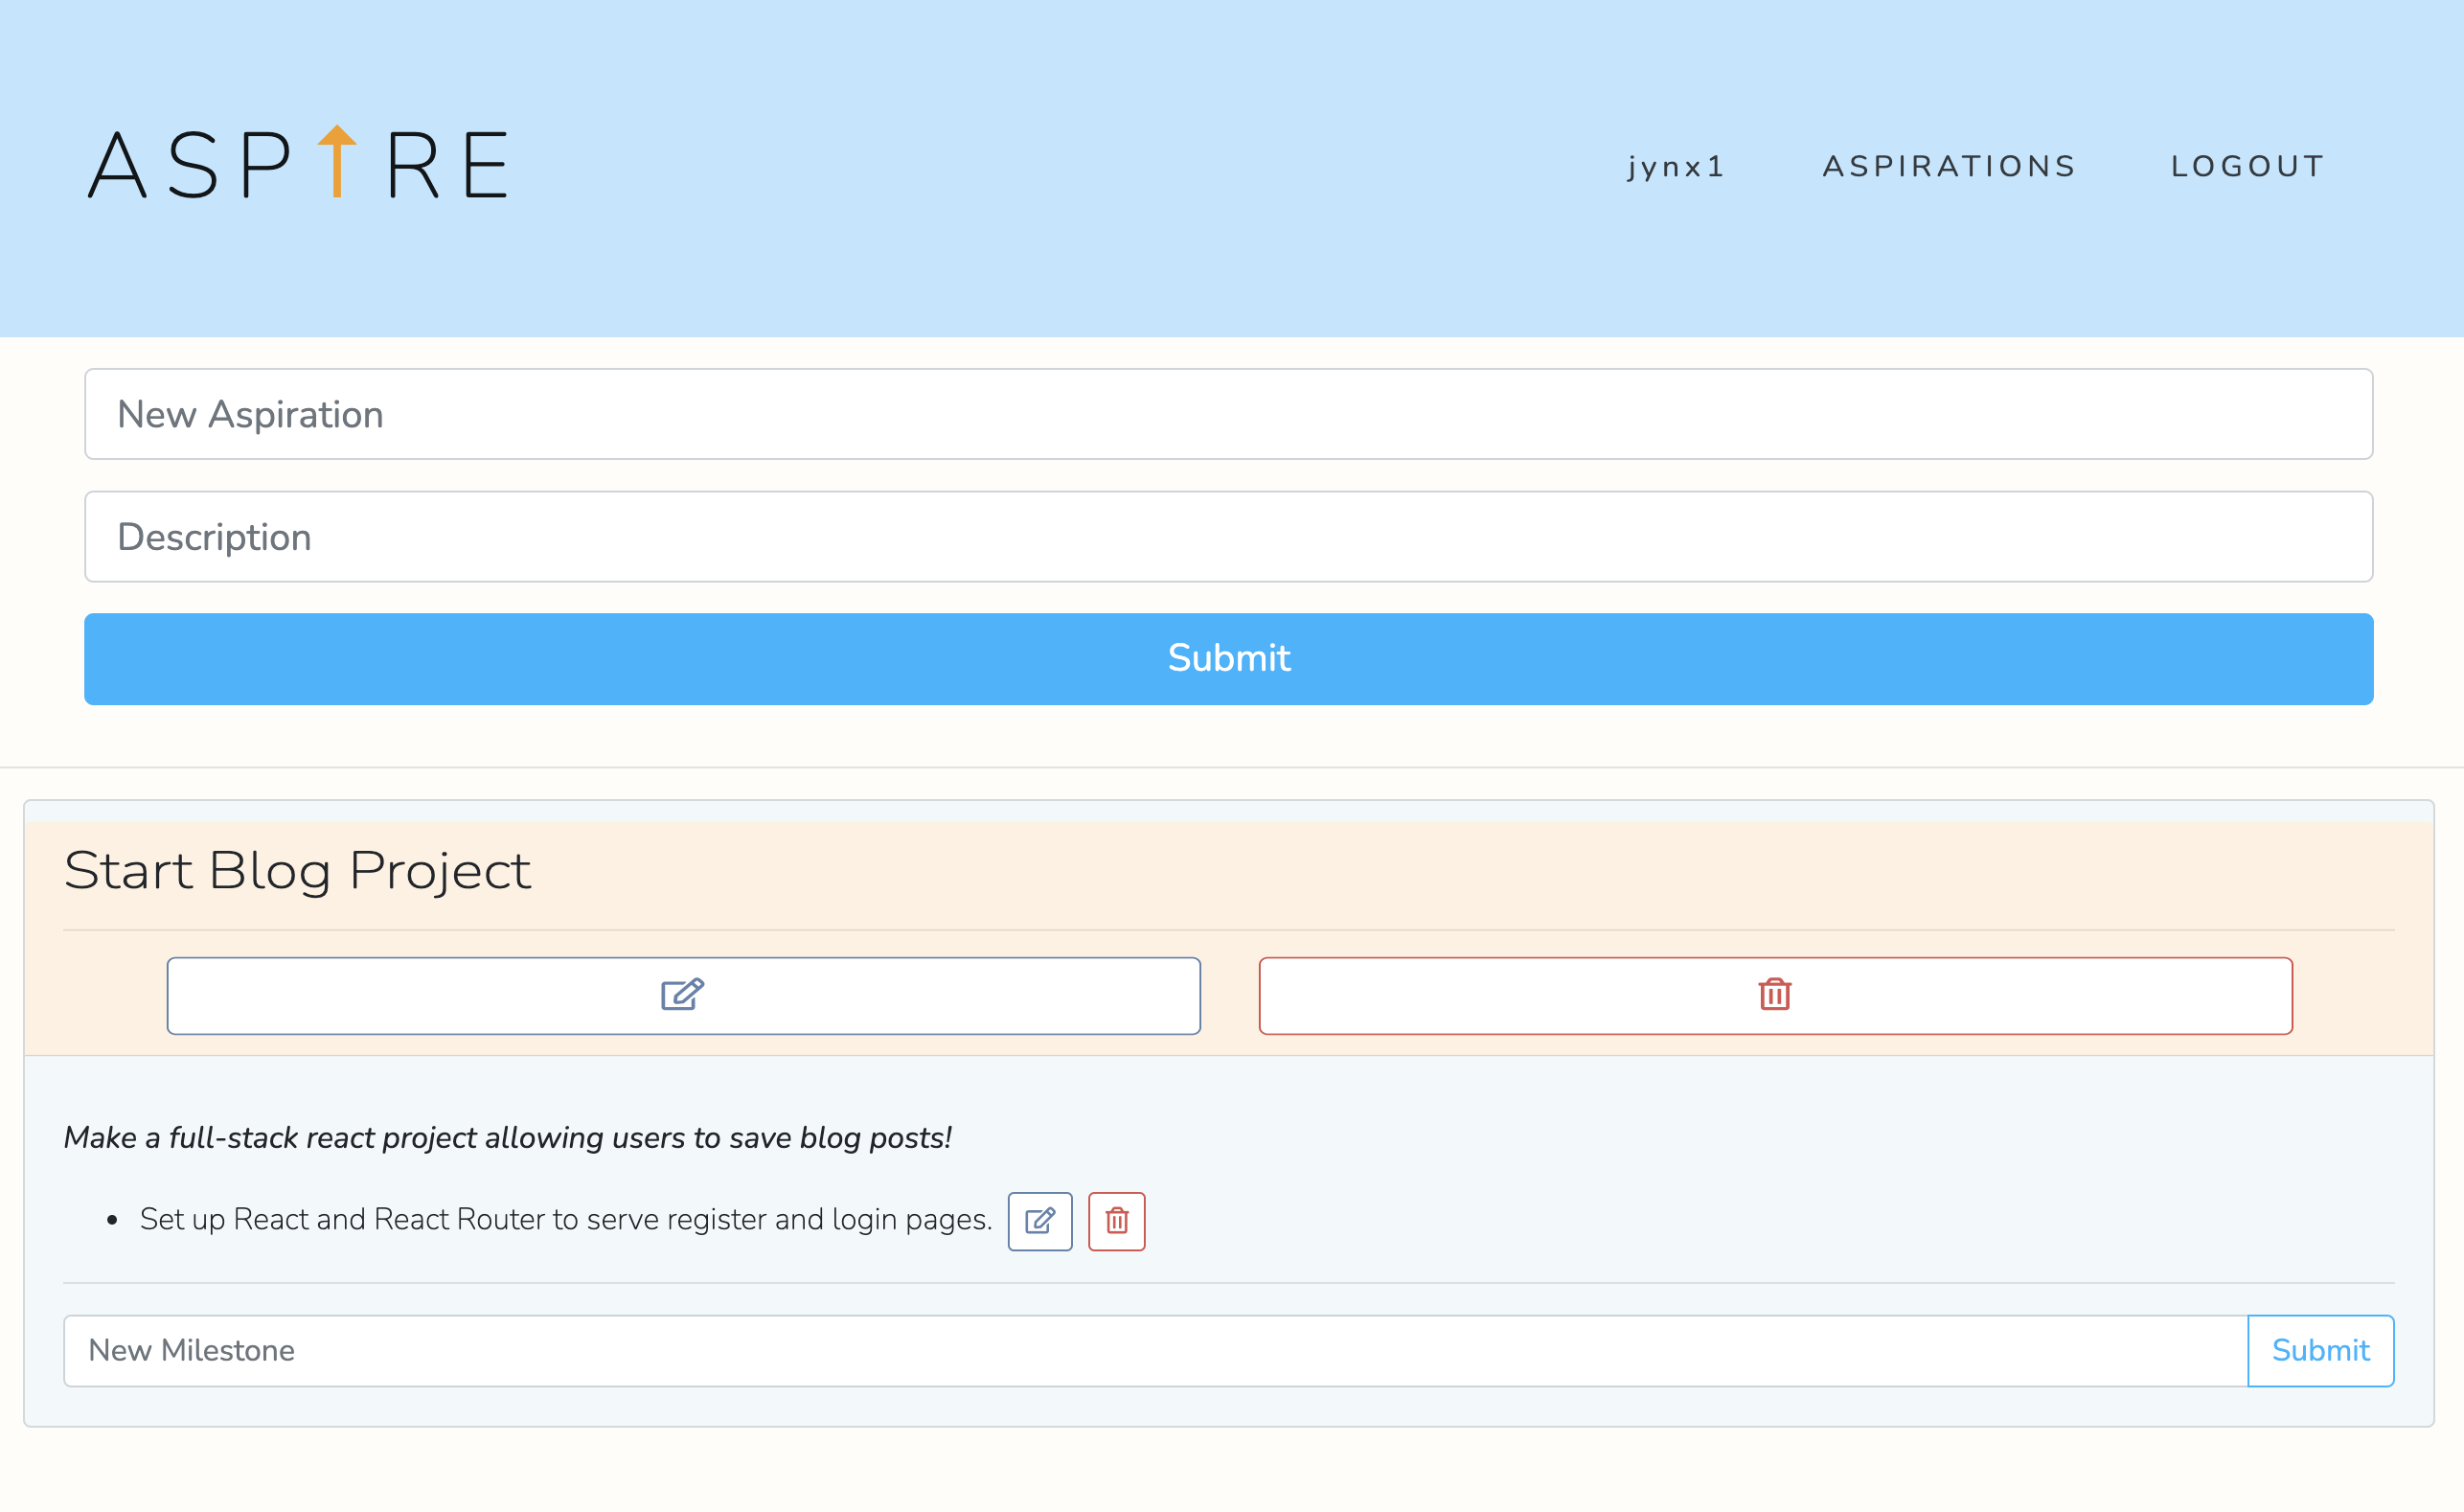 ASP↑RE
jynx1 ASPIRATIONS LOGOUT
New Aspiration
Description
Submit
Start Blog Project
Make a full-stack react project allowing users to save blog posts!
• Set up React and React Router to serve register and login pages.
New Milestone Submit